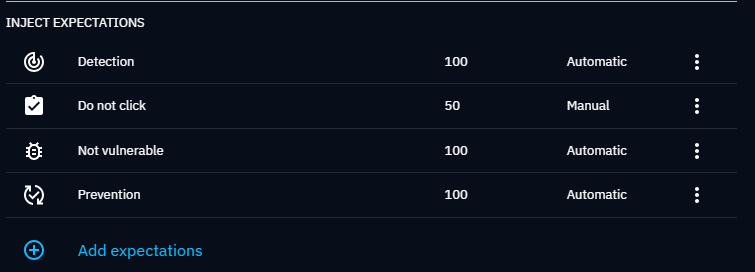 INJECT EXPECTATIONS
Detection 100 Automatic
Do not click 50 Manual
Not vulnerable 100 Automatic
Prevention 100 Automatic
Add expectations